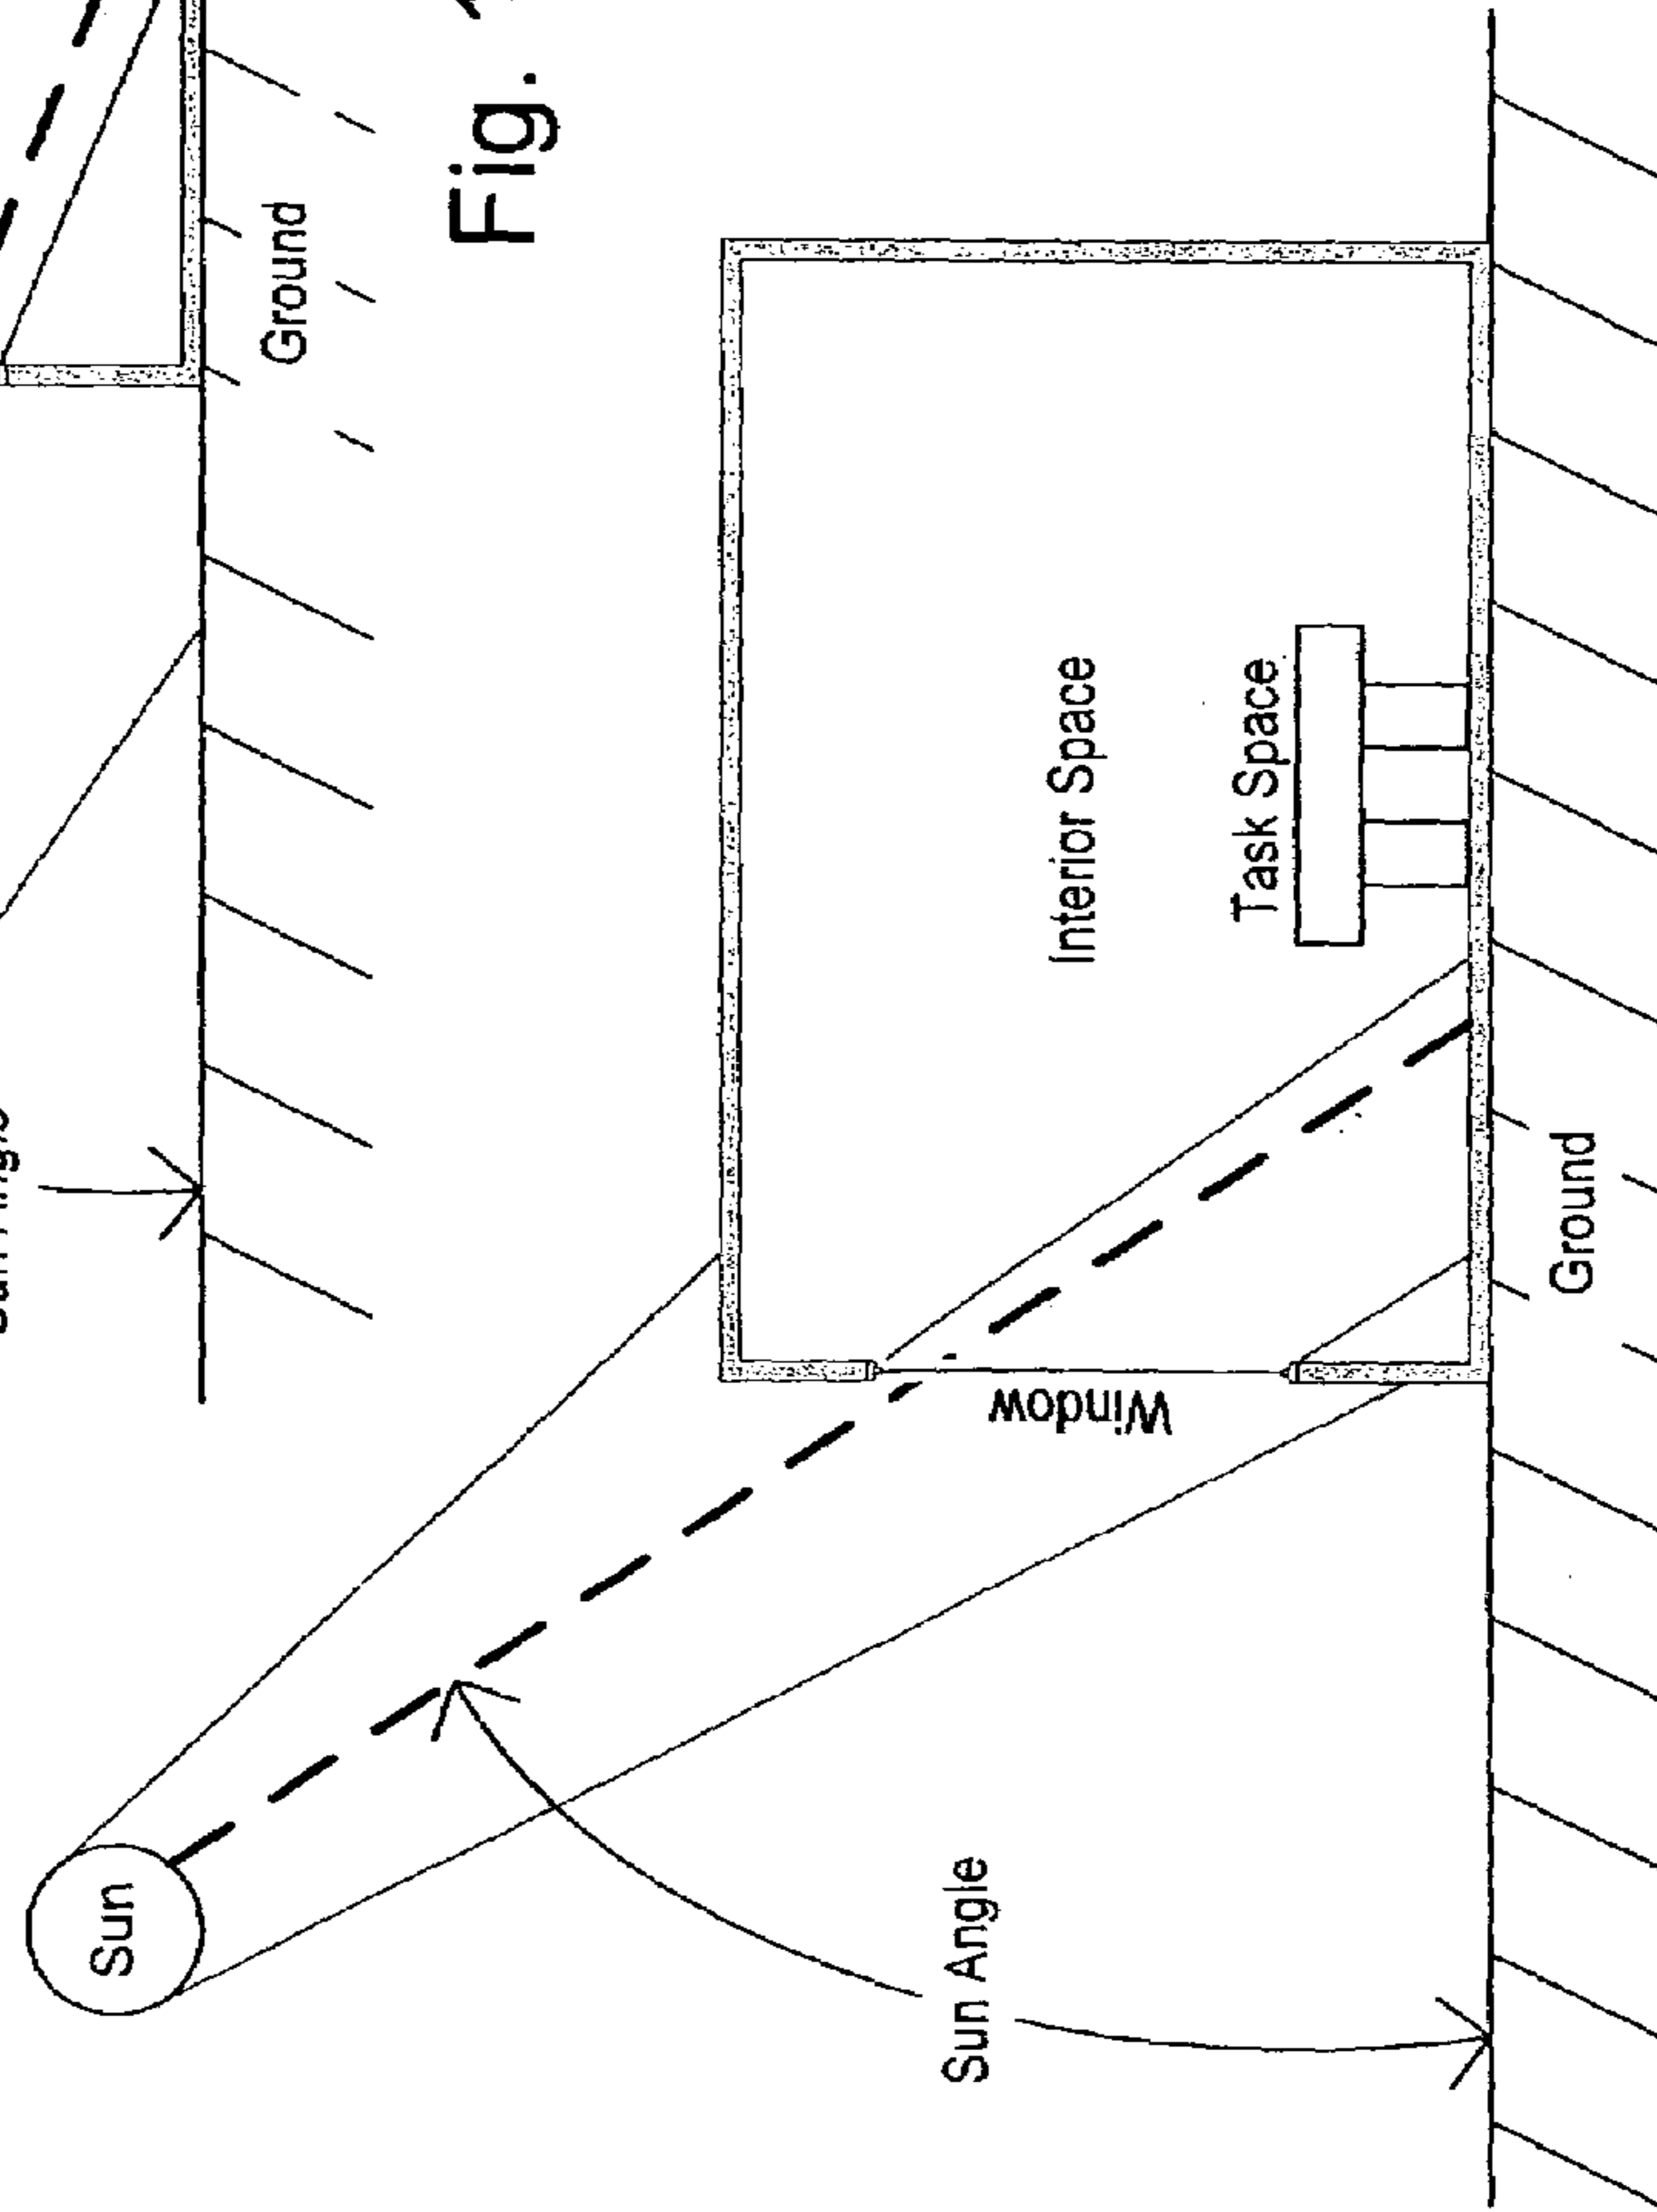 Ground
Fig.
Sun
Sun Angle
Window
Interior Space
Task Space
Ground